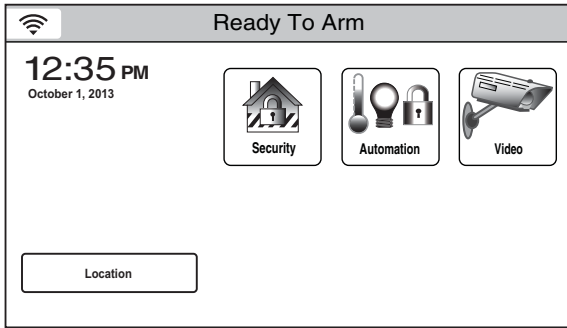 Ready To Arm
12:35 PM
October 1, 2013
Security
Automation
Video
Location